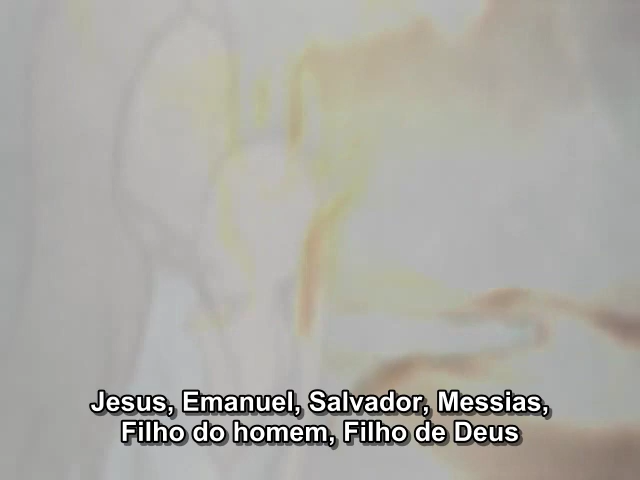 Jesus, Emanuel, Salvador, Messias,
Filho do homem, Filho de Deus